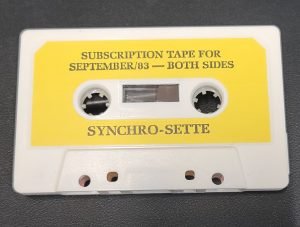 SUBSCRIPTION TAPE FOR
SEPTEMBER/83 — BOTH SIDES
SYNCHRO-SETTE